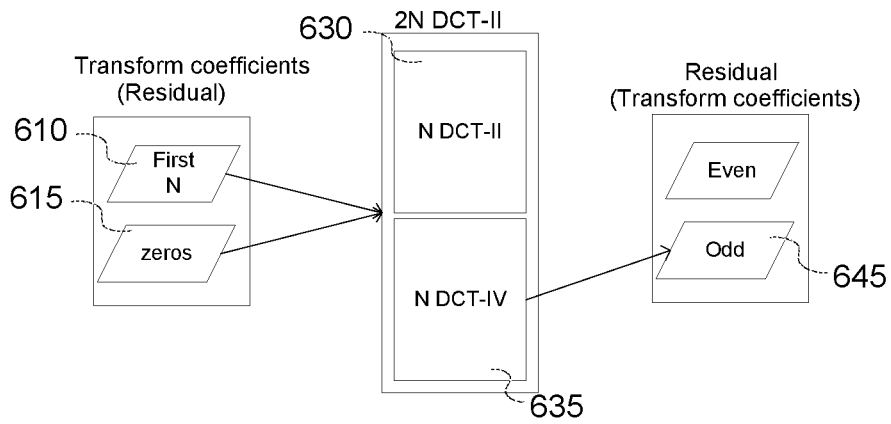 2N DCT-II
630
Transform coefficients
(Residual)
610
First
N
615
zeros
N DCT-II
N DCT-IV
635
Residual
(Transform coefficients)
Even
Odd
645